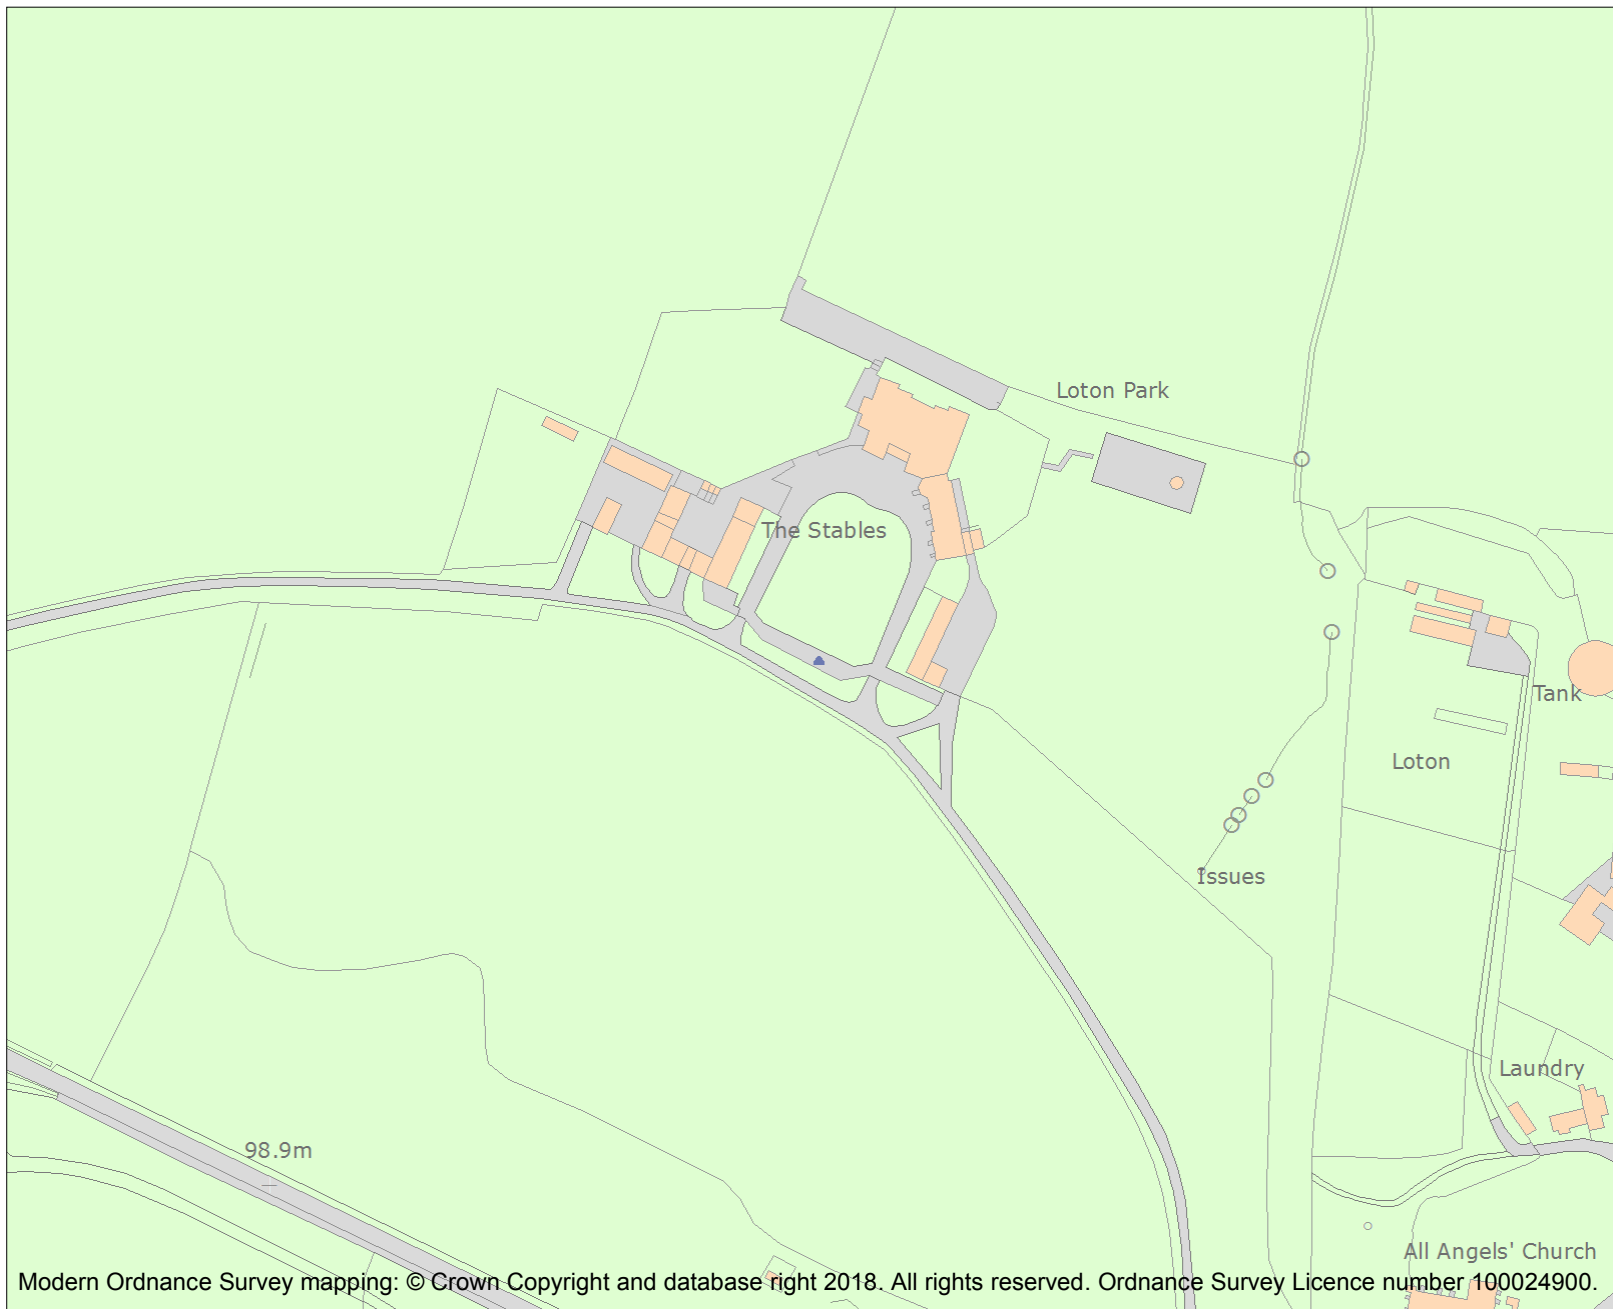 Loton Park
The Stables
Tank
Loton
Issues
Laundry
98.9m
All Angels' Church
Modern Ordnance Survey mapping: © Crown Copyright and database right 2018. All rights reserved. Ordnance Survey Licence number 100024900.